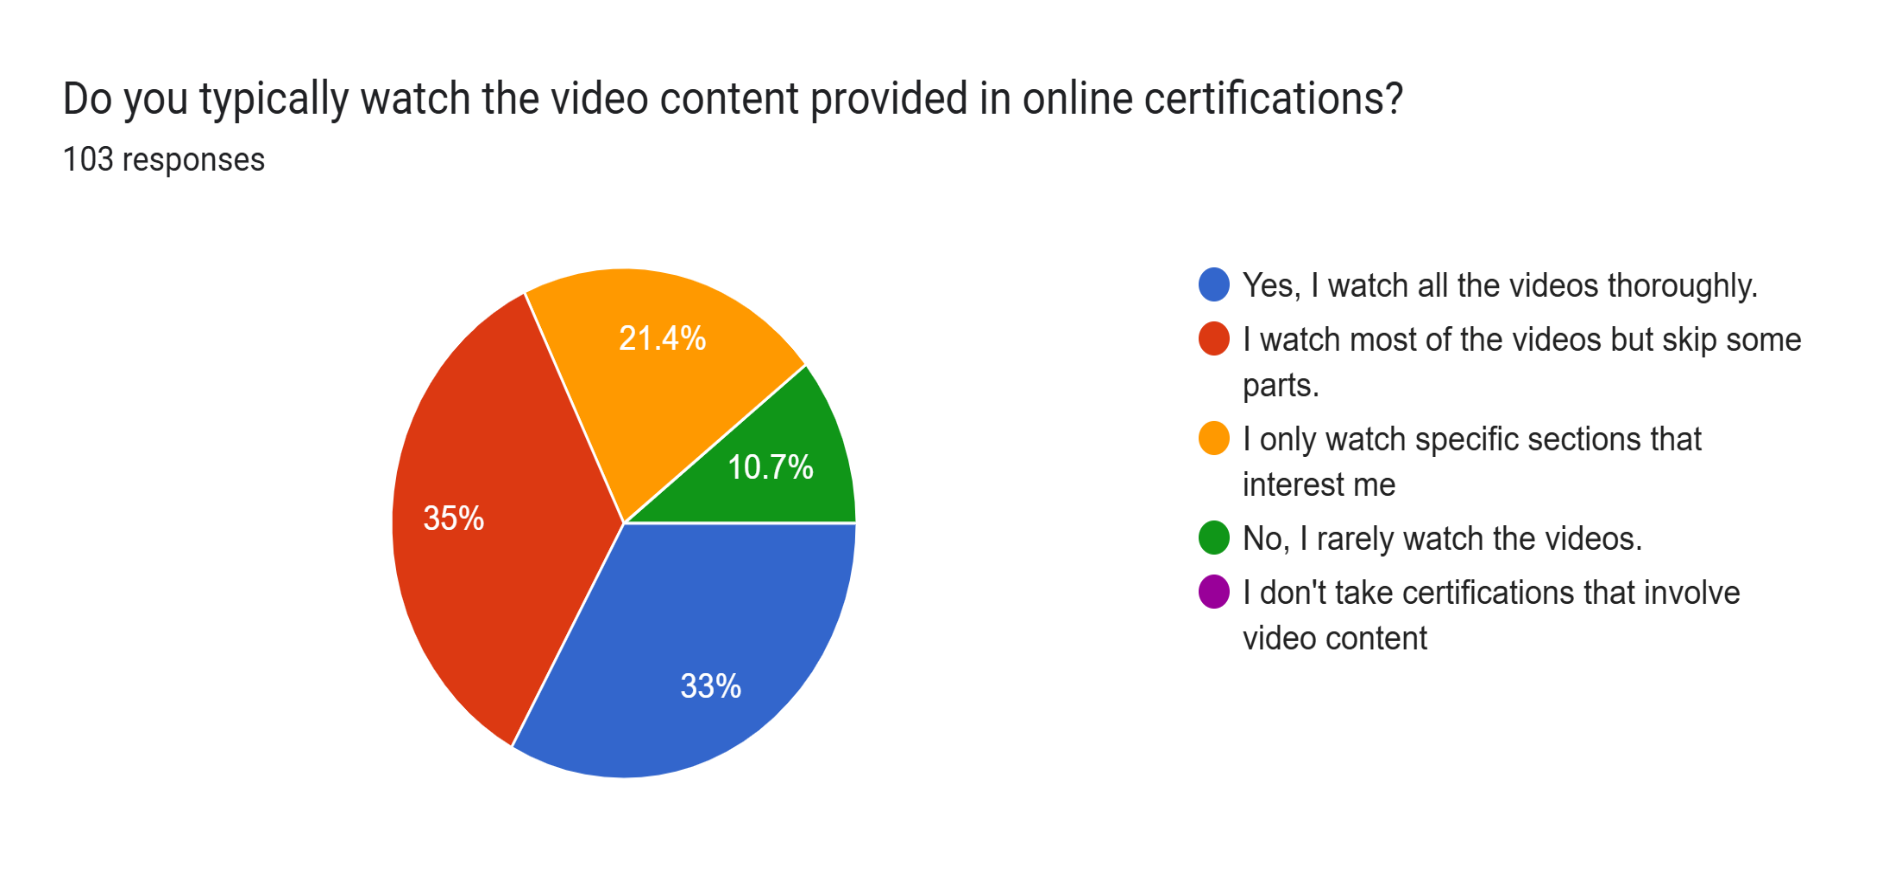 Do you typically watch the video content provided in online certifications?
103 responses
21.4%
10.7%
35%
33%
Yes, I watch all the videos thoroughly.
I watch most of the videos but skip some
parts.
I only watch specific sections that
interest me
No, I rarely watch the videos.
I don't take certifications that involve
video content